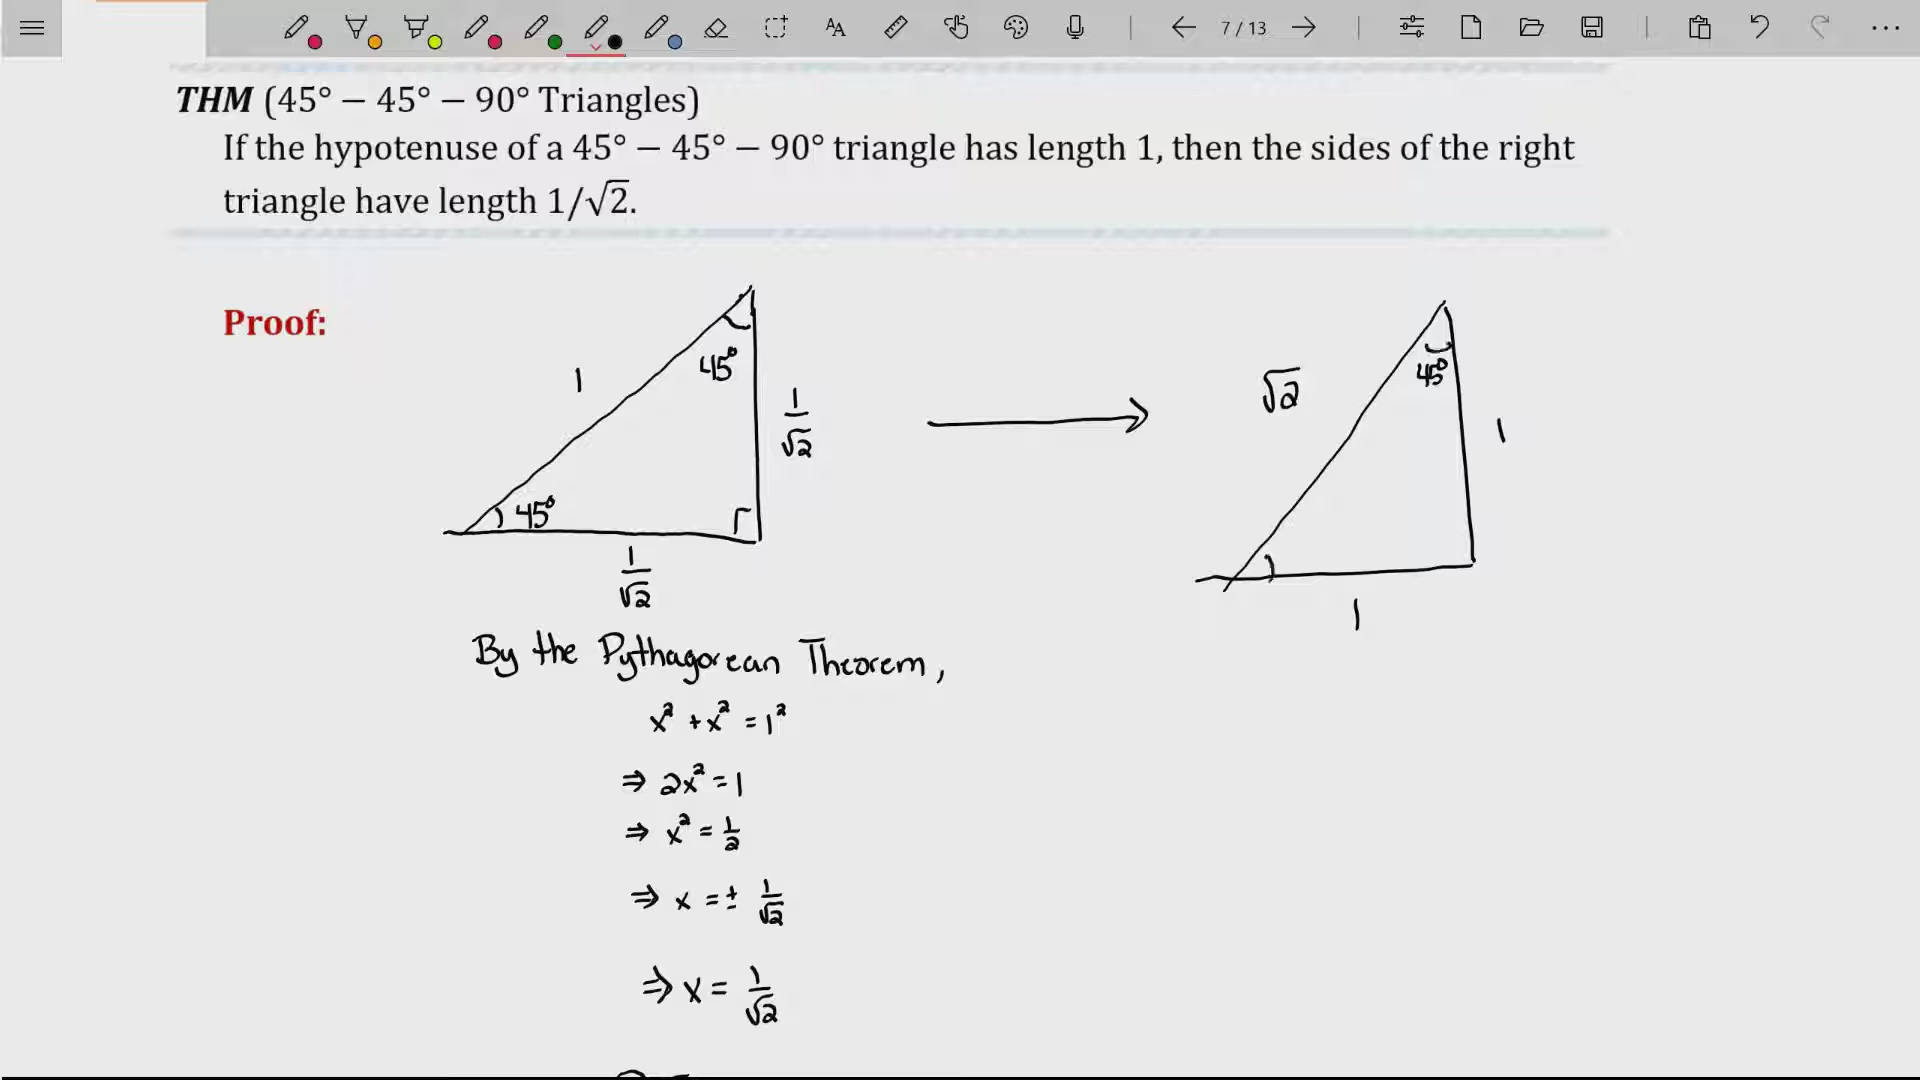 7 / 13
THM (45° − 45° − 90° Triangles)
If the hypotenuse of a 45° − 45° − 90° triangle has length 1, then the sides of the right
triangle have length 1/√2.
Proof:
1
45°
1/√2
45°
1/√2
√2
45°
1
1
By the Pythagorean Theorem,
x² + x² = 1²
⇒ 2x² = 1
⇒ x² = 1/2
⇒ x = ± 1/√2
⇒ x = 1/√2